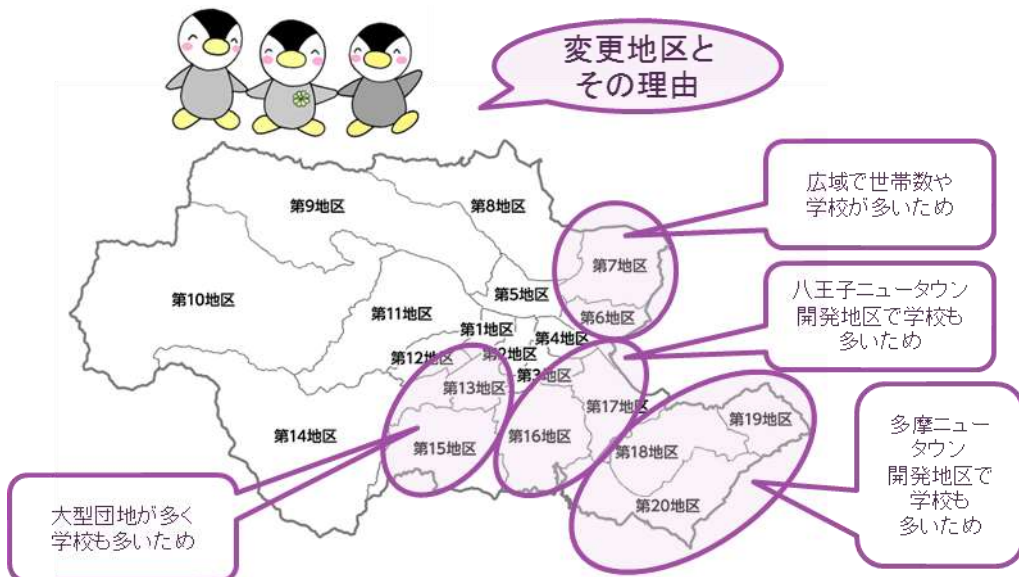 変更地区と
その理由
広域で世帯数や
学校が多いため
八王子ニュータウン
開発地区で学校も
多いため
多摩ニュー
タウン
開発地区で
学校も
多いため
大型団地が多く
学校も多いため
第9地区
第8地区
第7地区
第10地区
第5地区
第11地区
第6地区
第1地区
第4地区
第12地区
第2地区
第3地区
第13地区
第17地区
第19地区
第14地区
第15地区
第16地区
第18地区
第20地区